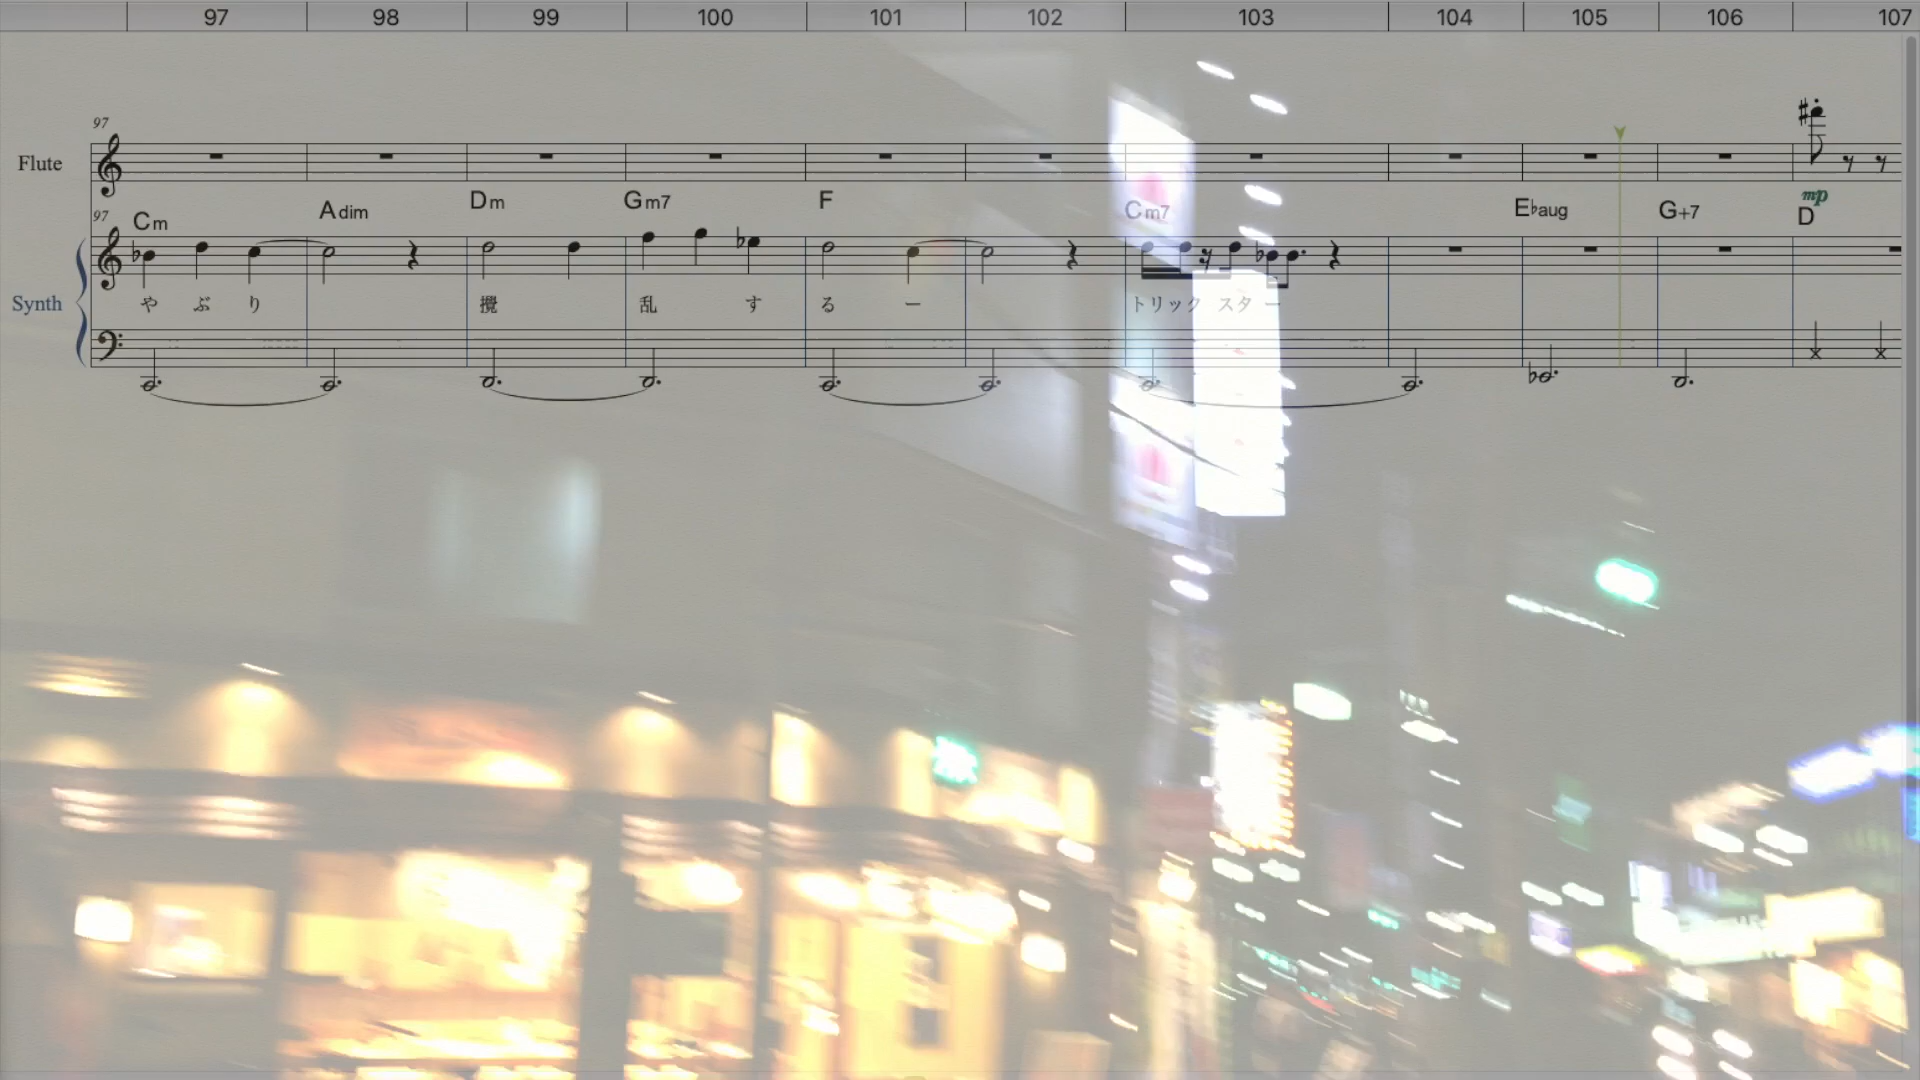 97 98 99 100 101 102 103 104 105 106 107
97
Flute
mp
97
Cm Adim Dm Gm7 F Cm7 E♭aug G+7 D
Synth
や ぶ り 攪 乱 す る ー トリック スター